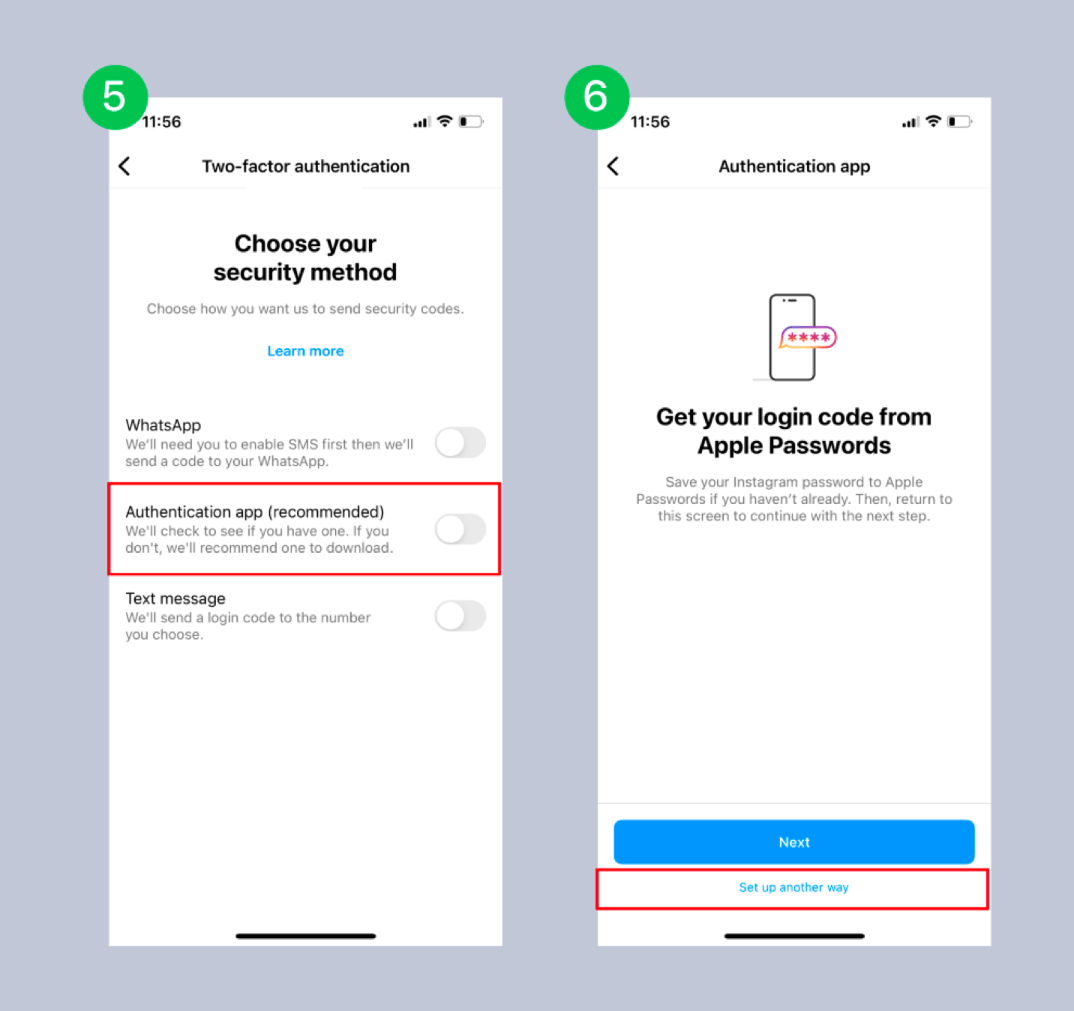 5
11:56
Two-factor authentication
Choose your
security method
Choose how you want us to send security codes.
Learn more
WhatsApp
We'll need you to enable SMS first then we'll
send a code to your WhatsApp.
Authentication app (recommended)
We'll check to see if you have one. If you
don't, we'll recommend one to download.
Text message
We'll send a login code to the number
you choose.
6
11:56
Authentication app
****
Get your login code from
Apple Passwords
Save your Instagram password to Apple
Passwords if you haven't already. Then, return to
this screen to continue with the next step.
Next
Set up another way